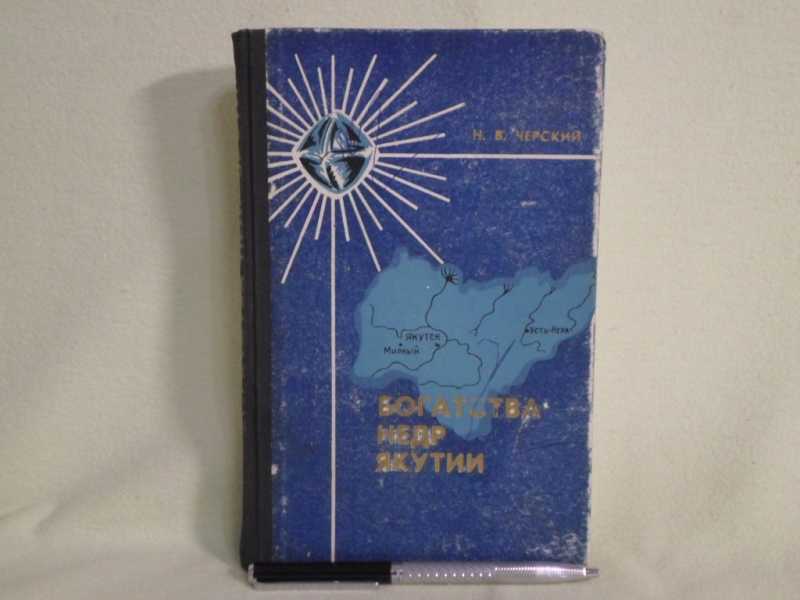 Н. В. ЧЕРСКИЙ
ЯКУТСК
Мирный
Усть-Нера
БОГАТСТВА
НЕДР
ЯКУТИИ